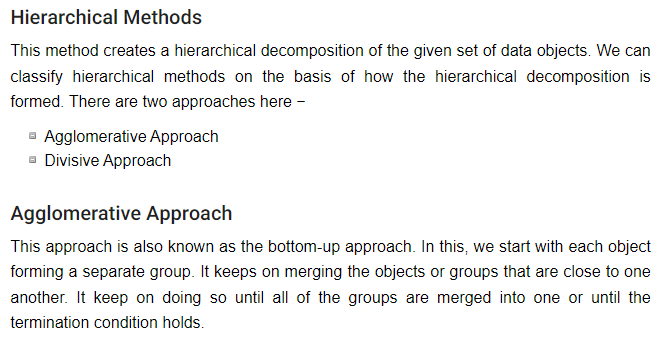 Hierarchical Methods
This method creates a hierarchical decomposition of the given set of data objects. We can
classify hierarchical methods on the basis of how the hierarchical decomposition is
formed. There are two approaches here −
Agglomerative Approach
Divisive Approach
Agglomerative Approach
This approach is also known as the bottom-up approach. In this, we start with each object
forming a separate group. It keeps on merging the objects or groups that are close to one
another. It keep on doing so until all of the groups are merged into one or until the
termination condition holds.